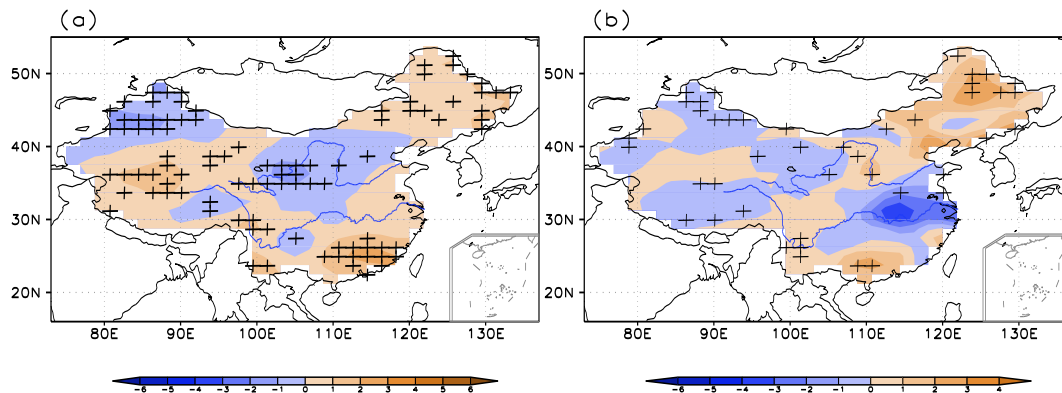 (a) (b)
50N 50N
40N 40N
30N 30N
20N 20N
80E 90E 100E 110E 120E 130E 80E 90E 100E 110E 120E 130E
-6 -5 -4 -3 -2 -1 0 1 2 3 4 5 6 -6 -5 -4 -3 -2 -1 0 1 2 3 4